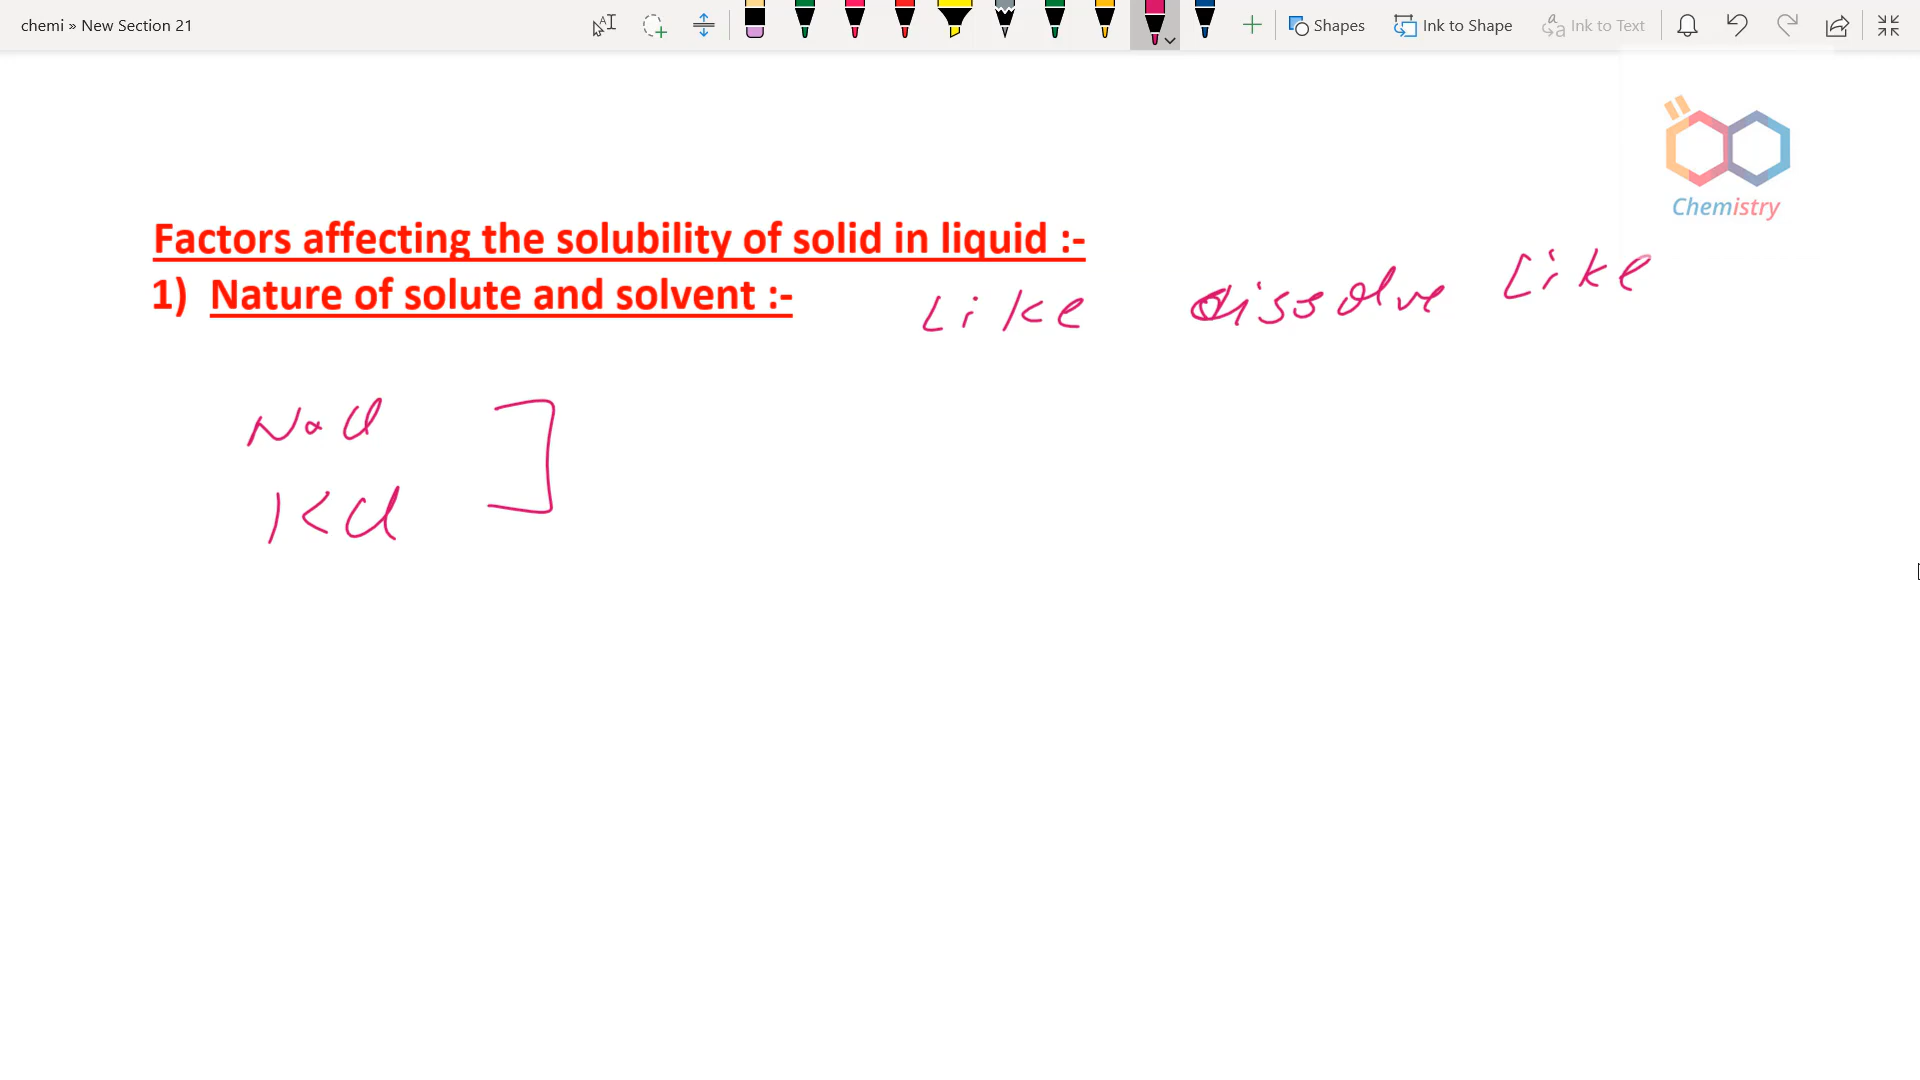 chemi » New Section 21
Shapes
Ink to Shape
Ink to Text
Chemistry
Factors affecting the solubility of solid in liquid :-
1) Nature of solute and solvent :-
Like dissolve Like
NaCl
KCl